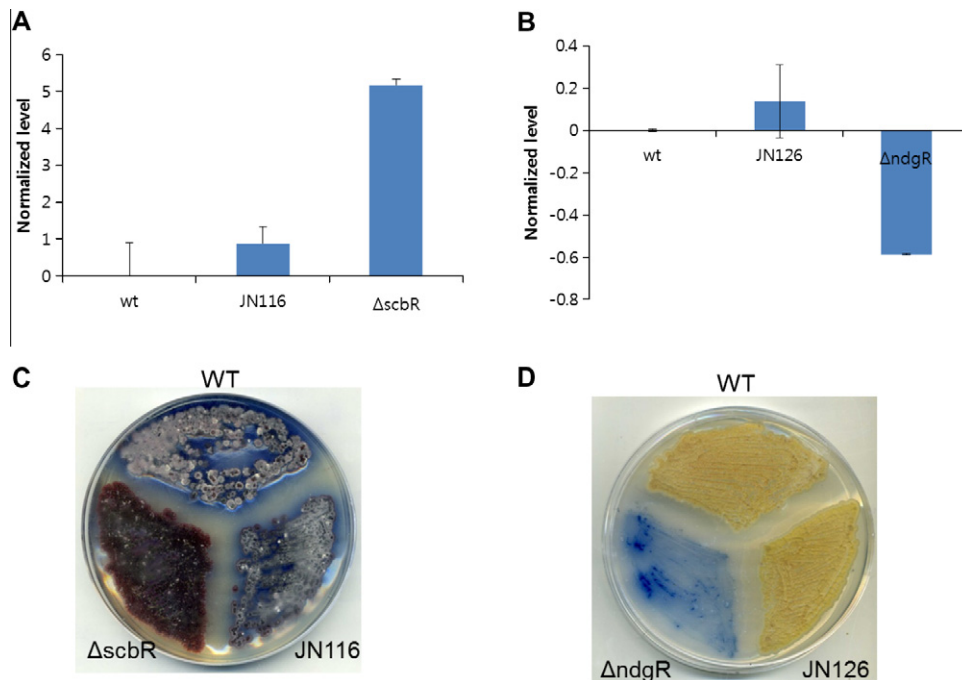 A
Normalized level
6
5
4
3
2
1
0
wt
JN116
ΔscbR
B
Normalized level
0.4
0.2
0
-0.2
-0.4
-0.6
-0.8
wt
JN126
ΔndgR
C
WT
ΔscbR
JN116
D
WT
ΔndgR
JN126